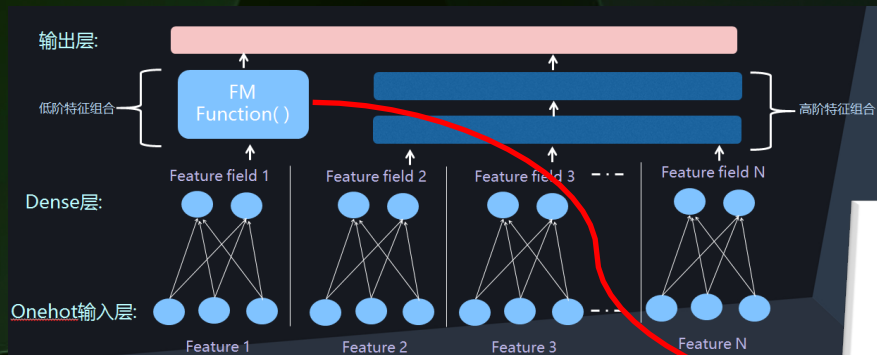 输出层:
FM
Function( )
低阶特征组合
高阶特征组合
Feature field 1
Feature field 2
Feature field 3
Feature field N
Dense层:
Onehot输入层:
Feature 1
Feature 2
Feature 3
Feature N